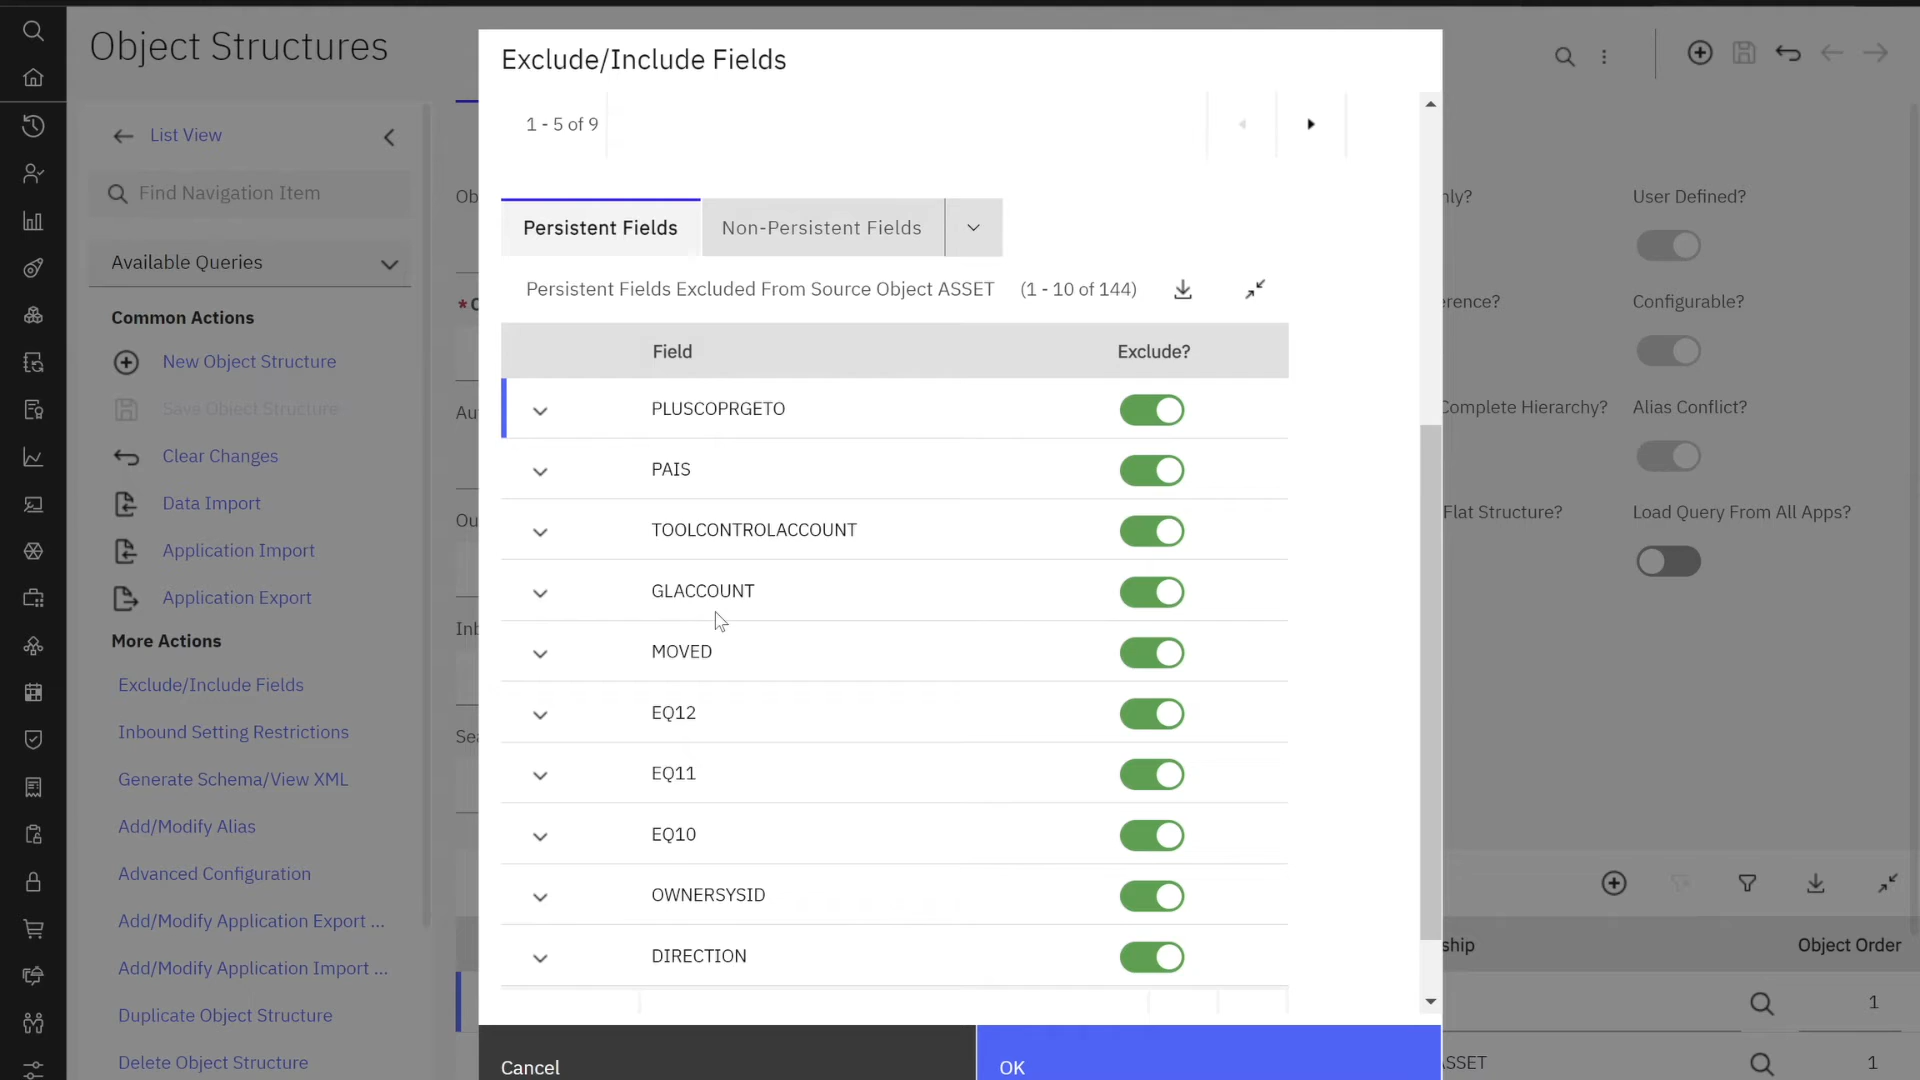 Object Structures
List View
Find Navigation Item
Available Queries
Common Actions
New Object Structure
Save Object Structure
Clear Changes
Data Import
Application Import
Application Export
More Actions
Exclude/Include Fields
Inbound Setting Restrictions
Generate Schema/View XML
Add/Modify Alias
Advanced Configuration
Add/Modify Application Export ...
Add/Modify Application Import ...
Duplicate Object Structure
Delete Object Structure
Exclude/Include Fields
1 - 5 of 9
Persistent Fields
Non-Persistent Fields
Persistent Fields Excluded From Source Object ASSET (1 - 10 of 144)
Field Exclude?
PLUSCOPRGETO
PAIS
TOOLCONTROLACCOUNT
GLACCOUNT
MOVED
EQ12
EQ11
EQ10
OWNERSYSID
DIRECTION
Cancel
OK
User Defined?
Configurable?
Complete Hierarchy? Alias Conflict?
Flat Structure? Load Query From All Apps?
Object Order
1
1